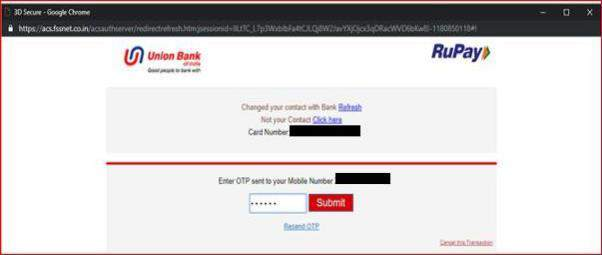 3D Secure - Google Chrome
Union Bank
of India
Good people to bank with
RuPay
Changed your contact with Bank Refresh
Not your Contact Click here
Card Number
Enter OTP sent to your Mobile Number
Submit
Resend OTP
Cancel this Transaction